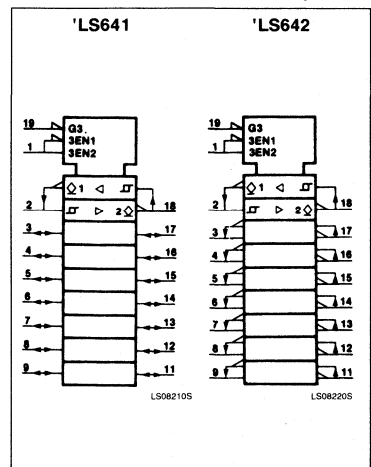 'LS641 'LS642
19 G3. 19 G3
3EN1 3EN1
1 3EN2 1 3EN2
1 1
2 18 2 18
2 2
3 17 3 17
4 16 4 16
5 15 5 15
6 14 6 14
7 13 7 13
8 12 8 12
9 11 9 11
LS08210S LS08220S